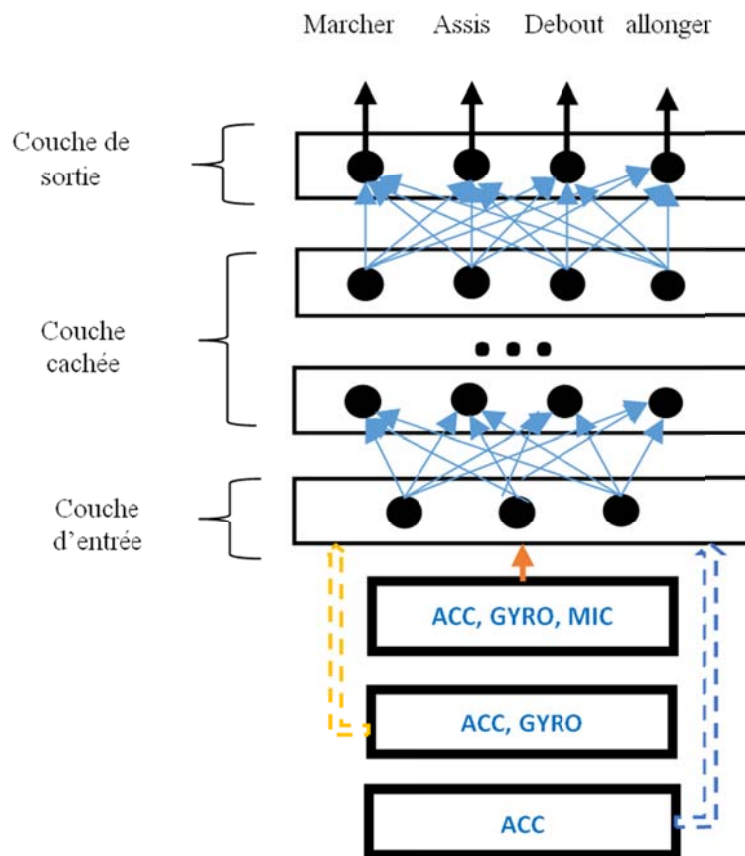 Marcher Assis Debout allonger
Couche de
sortie
Couche
cachée
Couche
d’entrée
ACC, GYRO, MIC
ACC, GYRO
ACC